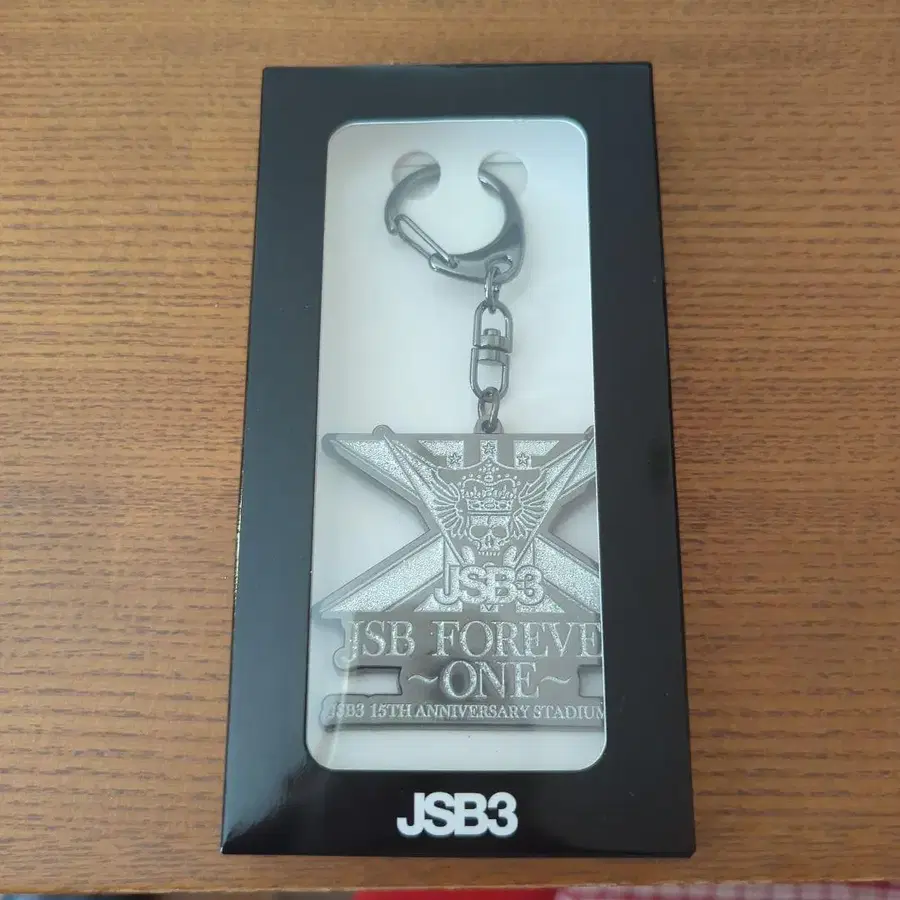 JSB3
JSB FOREVE
~ONE~
JSB3 15TH ANNIVERSARY STADIUM
JSB3